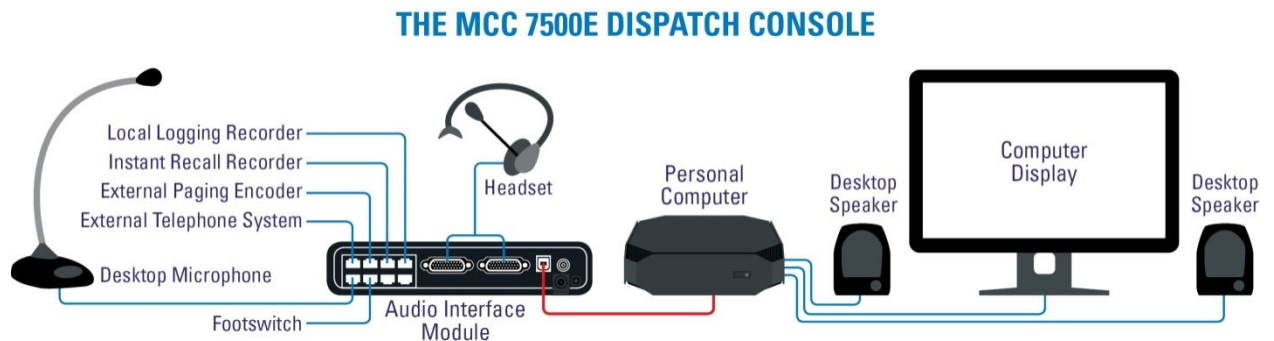 THE MCC 7500E DISPATCH CONSOLE
Local Logging Recorder
Instant Recall Recorder
External Paging Encoder
External Telephone System
Desktop Microphone
Footswitch
Headset
Audio Interface
Module
Personal
Computer
Desktop
Speaker
Computer
Display
Desktop
Speaker